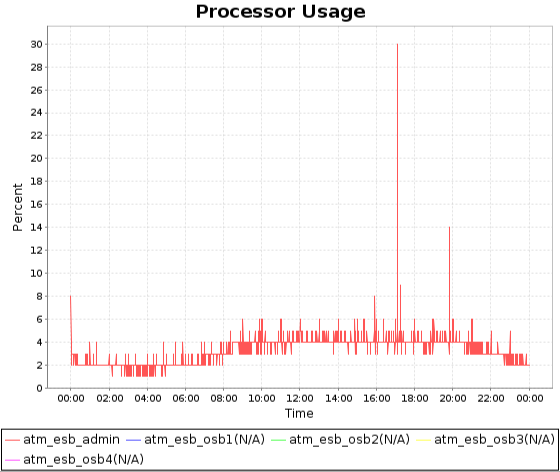 Processor Usage
Percent
30
28
26
24
22
20
18
16
14
12
10
8
6
4
2
0
00:00 02:00 04:00 06:00 08:00 10:00 12:00 14:00 16:00 18:00 20:00 22:00 00:00
Time
atm_esb_admin atm_esb_osb1(N/A) atm_esb_osb2(N/A) atm_esb_osb3(N/A)
atm_esb_osb4(N/A)